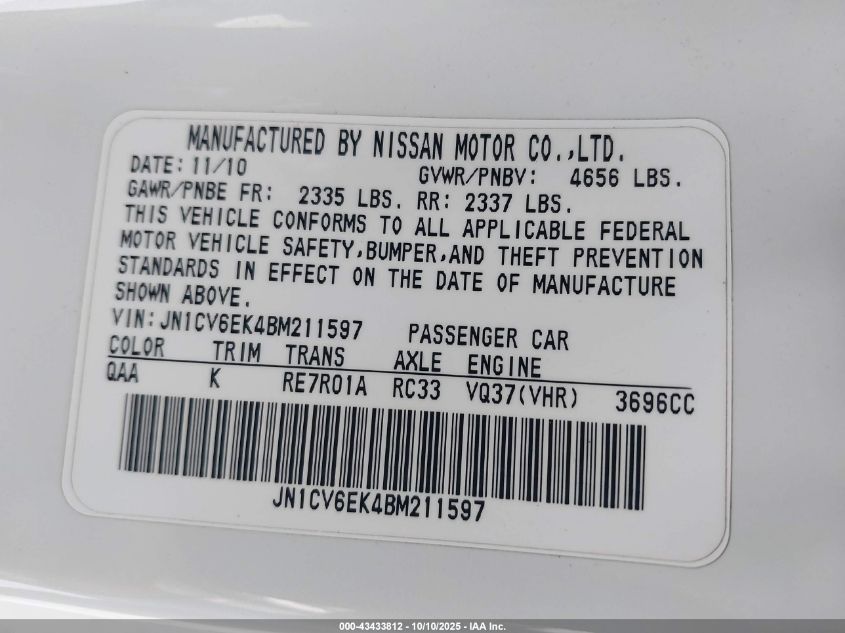 MANUFACTURED BY NISSAN MOTOR CO.,LTD.
DATE: 11/10 GVWR/PNBV: 4656 LBS.
GAWR/PNBE FR: 2335 LBS. RR: 2337 LBS.
THIS VEHICLE CONFORMS TO ALL APPLICABLE FEDERAL
MOTOR VEHICLE SAFETY,BUMPER,AND THEFT PREVENTION
STANDARDS IN EFFECT ON THE DATE OF MANUFACTURE
SHOWN ABOVE.
VIN: JN1CV6EK4BM211597 PASSENGER CAR
COLOR TRIM TRANS AXLE ENGINE
QAA K RE7R01A RC33 VQ37(VHR) 3696CC
JN1CV6EK4BM211597
000-43433812 - 10/10/2025 - IAA Inc.